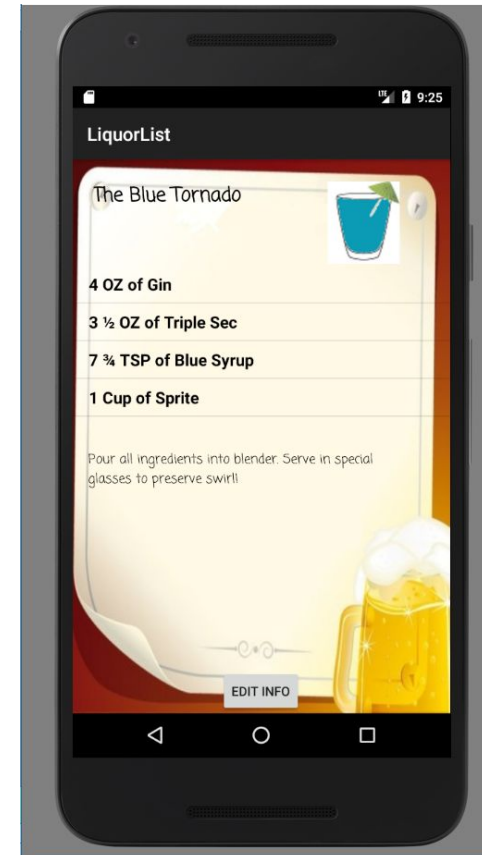 LTE 9:25
LiquorList
The Blue Tornado
4 OZ of Gin
3 ½ OZ of Triple Sec
7 ¾ TSP of Blue Syrup
1 Cup of Sprite
Pour all ingredients into blender. Serve in special
glasses to preserve swirl!
EDIT INFO